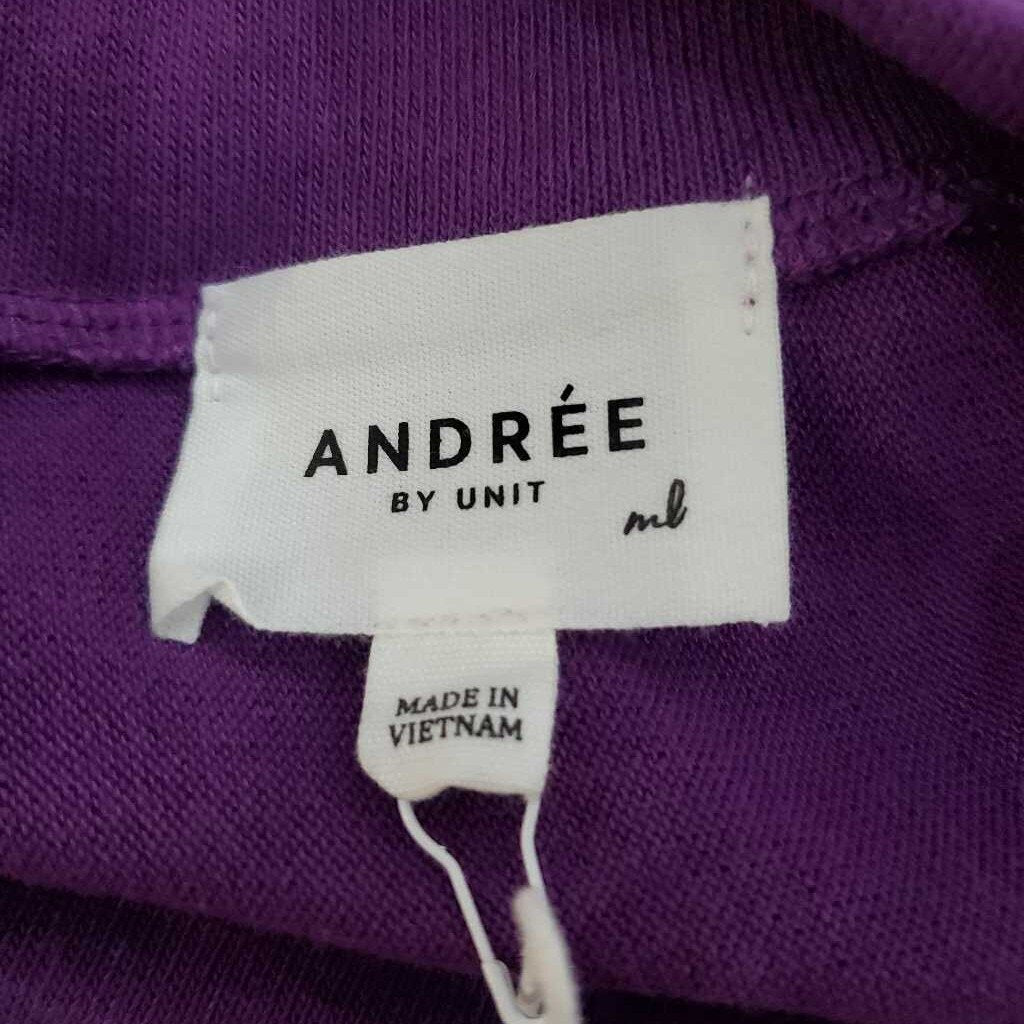 ANDRÉE
BY UNIT
ml
MADE IN
VIETNAM